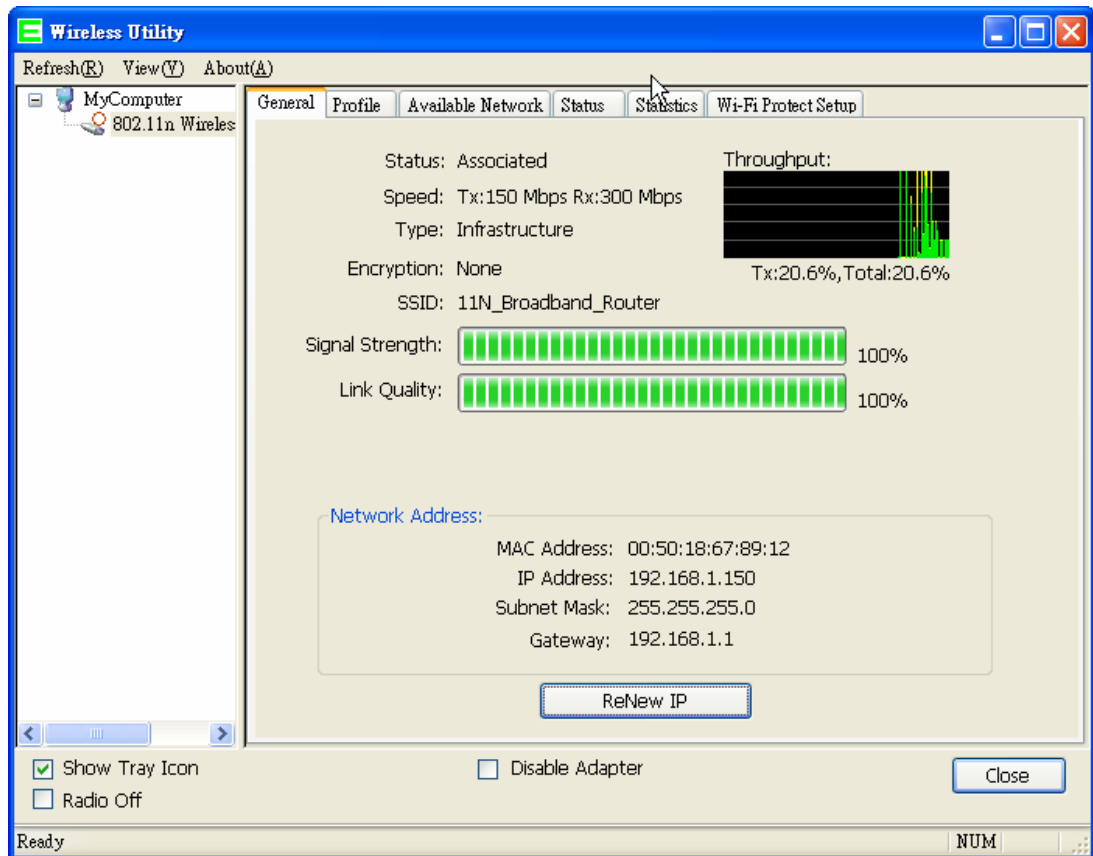 Wireless Utility
Refresh(R) View(V) About(A)
MyComputer
802.11n Wireles
General Profile Available Network Status Statistics Wi-Fi Protect Setup
Status: Associated
Speed: Tx:150 Mbps Rx:300 Mbps
Type: Infrastructure
Encryption: None
SSID: 11N_Broadband_Router
Throughput:
Tx:20.6%,Total:20.6%
Signal Strength: 100%
Link Quality: 100%
Network Address:
MAC Address: 00:50:18:67:89:12
IP Address: 192.168.1.150
Subnet Mask: 255.255.255.0
Gateway: 192.168.1.1
ReNew IP
Show Tray Icon
Radio Off
Disable Adapter
Close
Ready
NUM